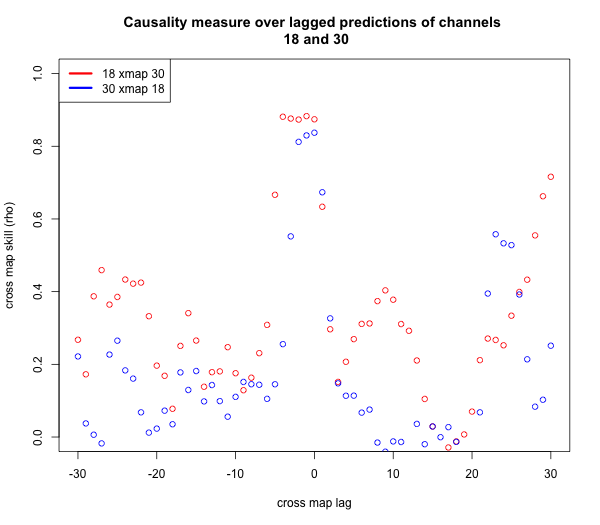 Causality measure over lagged predictions of channels
18 and 30
18 xmap 30
30 xmap 18
1.0
0.8
0.6
0.4
0.2
0.0
cross map skill (rho)
-30 -20 -10 0 10 20 30
cross map lag